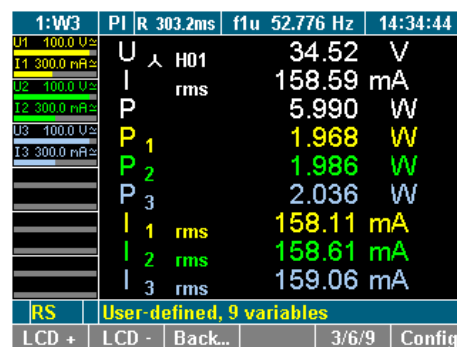 1:W3 PI R 303.2ms f1u 52.776 Hz 14:34:44
U1 100.0 V≃
I1 300.0 mA≃
U2 100.0 V≃
I2 300.0 mA≃
U3 100.0 V≃
I3 300.0 mA≃
U ⅄ H01 34.52 V
I rms 158.59 mA
P 5.990 W
P 1 1.968 W
P 2 1.986 W
P 3 2.036 W
I 1 rms 158.11 mA
I 2 rms 158.61 mA
I 3 rms 159.06 mA
RS User-defined, 9 variables
LCD + LCD - Back... 3/6/9 Config